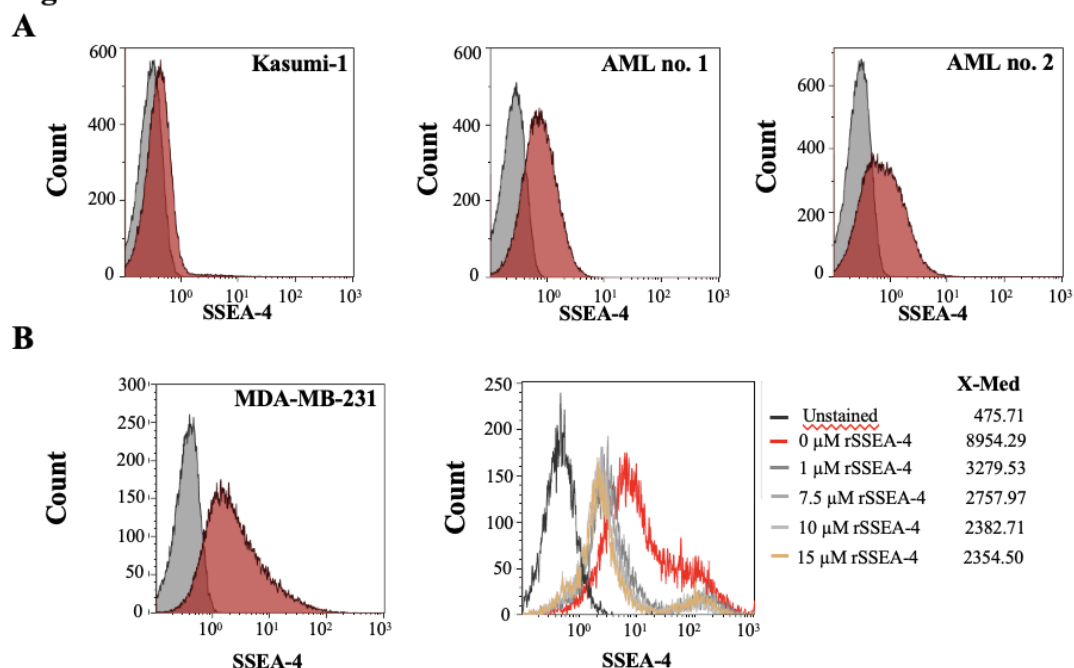 A
Kasumi-1
600
400
200
0
Count
10⁰ 10¹ 10² 10³
SSEA-4
AML no. 1
600
400
200
0
Count
10⁰ 10¹ 10² 10³
SSEA-4
AML no. 2
600
400
200
0
Count
10⁰ 10¹ 10² 10³
SSEA-4
B
MDA-MB-231
300
250
200
150
100
50
0
Count
10⁰ 10¹ 10² 10³
SSEA-4
250
200
150
100
50
0
Count
10⁰ 10¹ 10² 10³
SSEA-4
X-Med
Unstained 475.71
0 µM rSSEA-4 8954.29
1 µM rSSEA-4 3279.53
7.5 µM rSSEA-4 2757.97
10 µM rSSEA-4 2382.71
15 µM rSSEA-4 2354.50